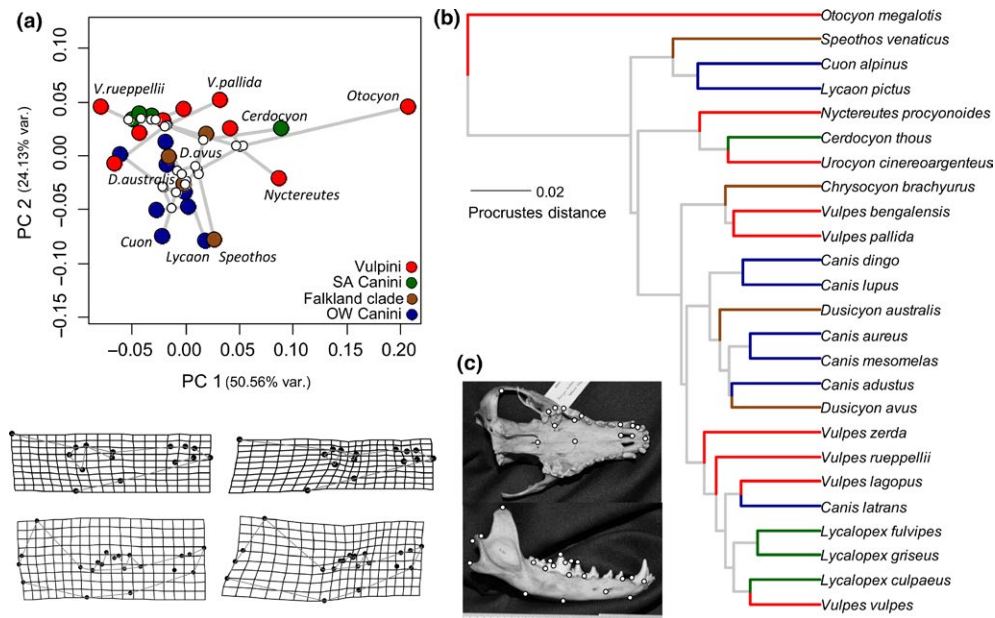 (a)
0.10
0.05
0.00
−0.05
−0.10
−0.15
PC 2 (24.13% var.)
V.rueppellii
V.pallida
Otocyon
Cerdocyon
D.avus
D.australis
Nyctereutes
Cuon
Lycaon
Speothos
Vulpini
SA Canini
Falkland clade
OW Canini
−0.05
0.00
0.05
0.10
0.15
0.20
PC 1 (50.56% var.)
(b)
0.02
Procrustes distance
Otocyon megalotis
Speothos venaticus
Cuon alpinus
Lycaon pictus
Nyctereutes procyonoides
Cerdocyon thous
Urocyon cinereoargenteus
Chrysocyon brachyurus
Vulpes bengalensis
Vulpes pallida
Canis dingo
Canis lupus
Dusicyon australis
Canis aureus
Canis mesomelas
Canis adustus
Dusicyon avus
Vulpes zerda
Vulpes rueppellii
Vulpes lagopus
Canis latrans
Lycalopex fulvipes
Lycalopex griseus
Lycalopex culpaeus
Vulpes vulpes
(c)